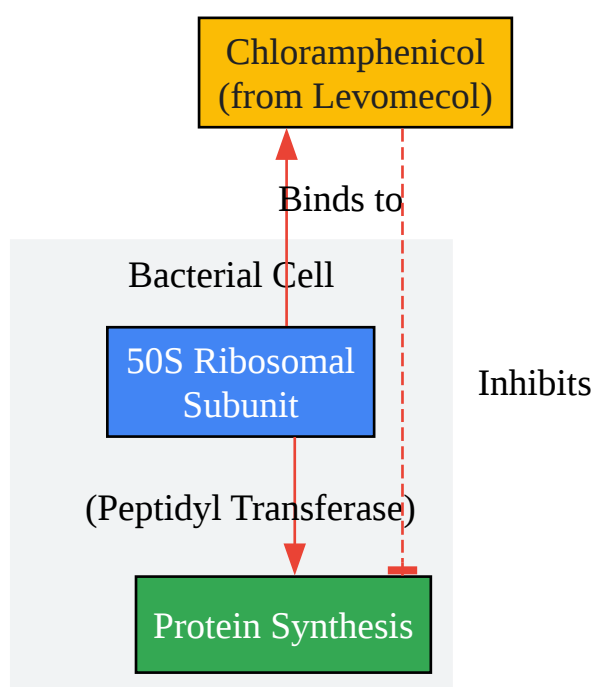 Chloramphenicol
(from Levomecol)
Binds to
Bacterial Cell
50S Ribosomal
Subunit
Inhibits
(Peptidyl Transferase)
Protein Synthesis